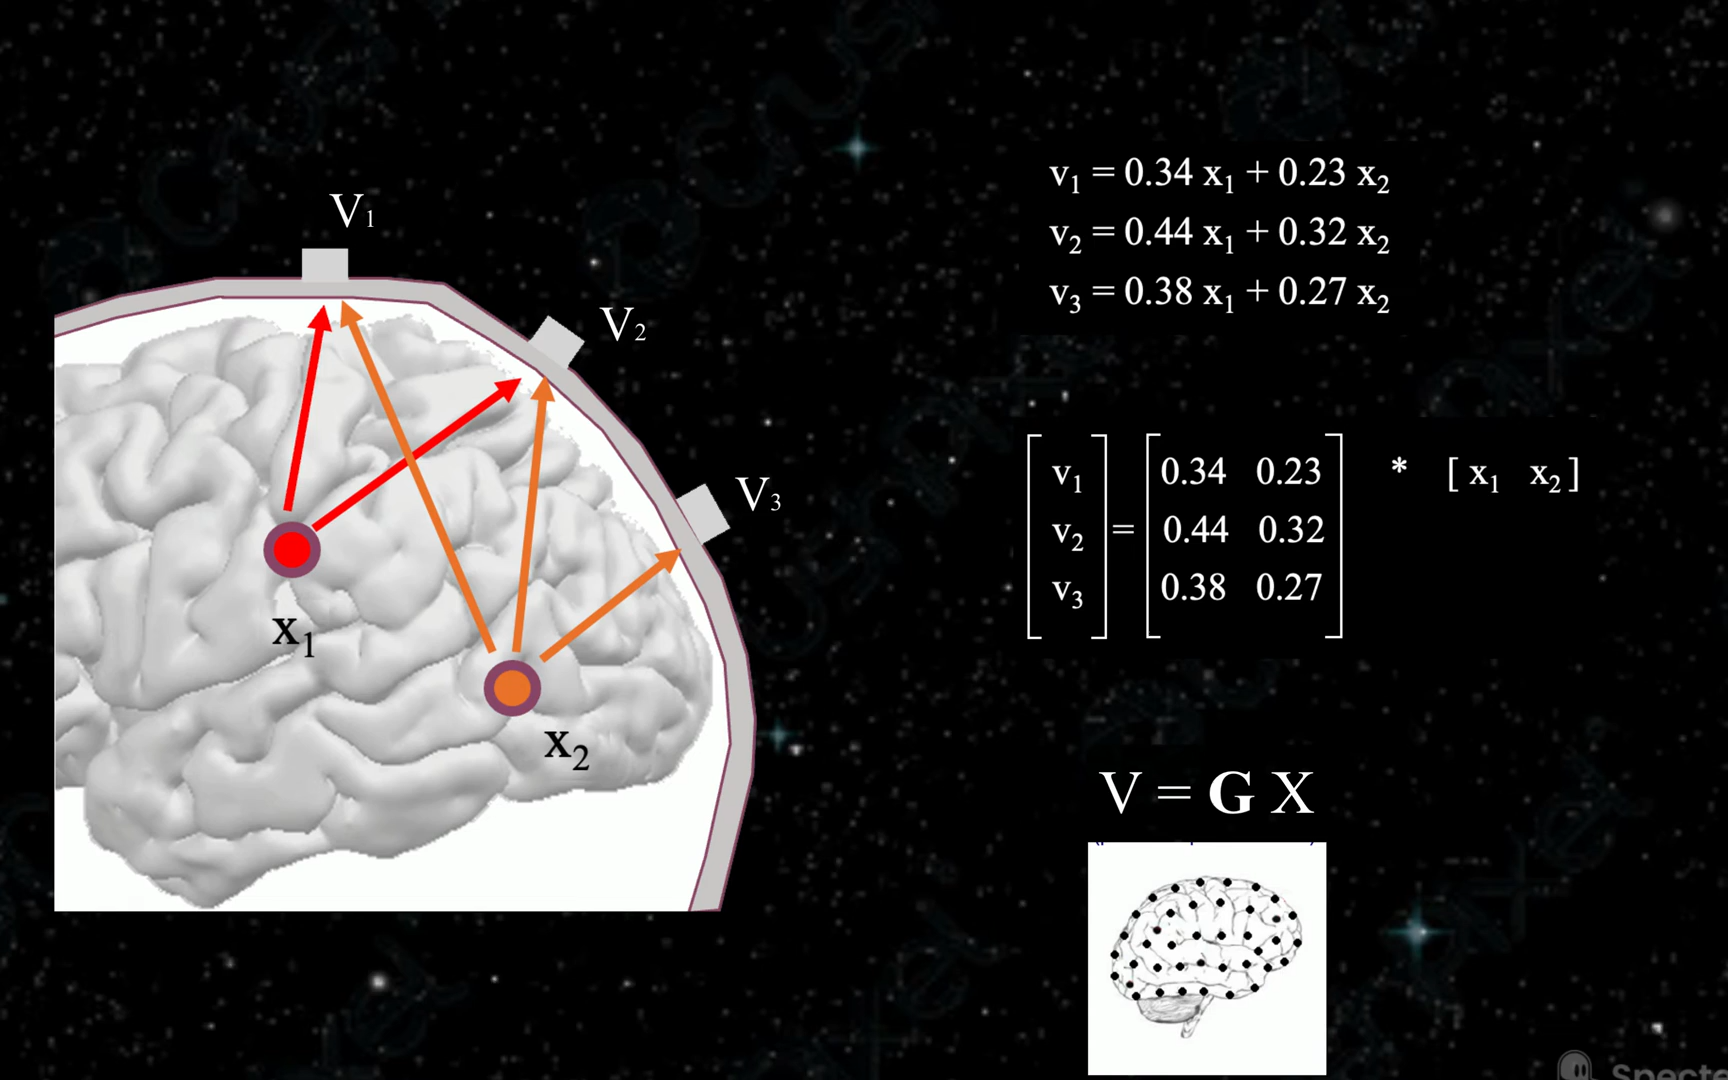 V1
V2
V3
x1
x2
v1 = 0.34 x1 + 0.23 x2
v2 = 0.44 x1 + 0.32 x2
v3 = 0.38 x1 + 0.27 x2
[ v1 ] = [ 0.34 0.23 ] * [ x1 x2 ]
v2 0.44 0.32
v3 0.38 0.27
V = G X